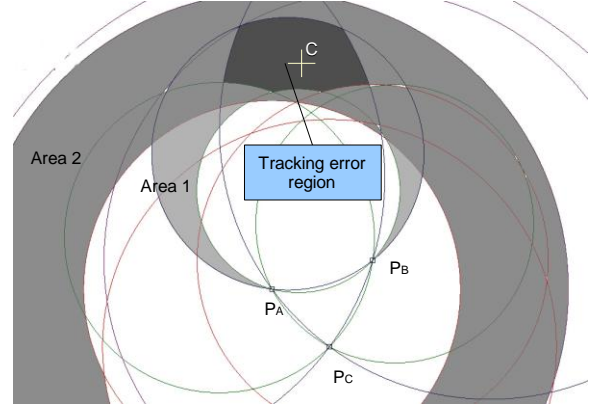 C
Area 2
Area 1
Tracking error
region
PB
PA
PC